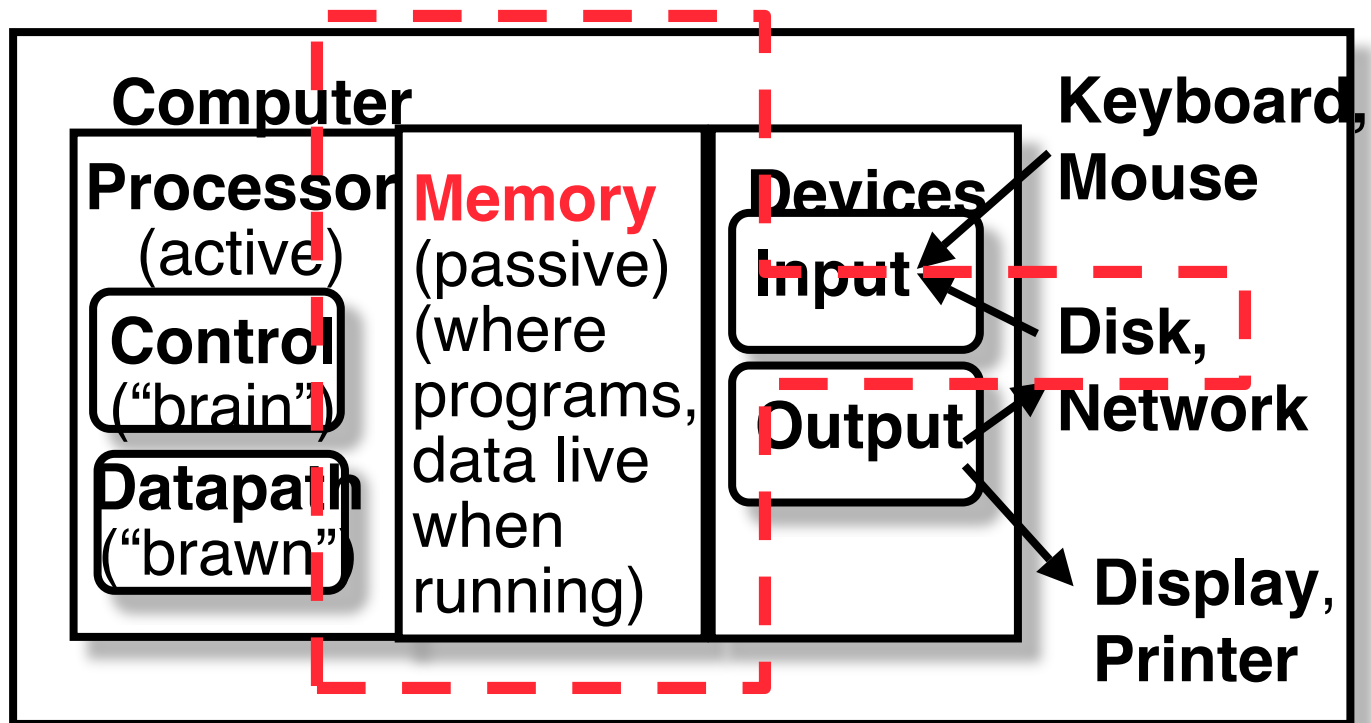 Computer
Processor
(active)
Control
(“brain”)
Datapath
(“brawn”)
Memory
(passive)
(where
programs,
data live
when
running)
Devices
Input
Output
Keyboard,
Mouse
Disk,
Network
Display,
Printer